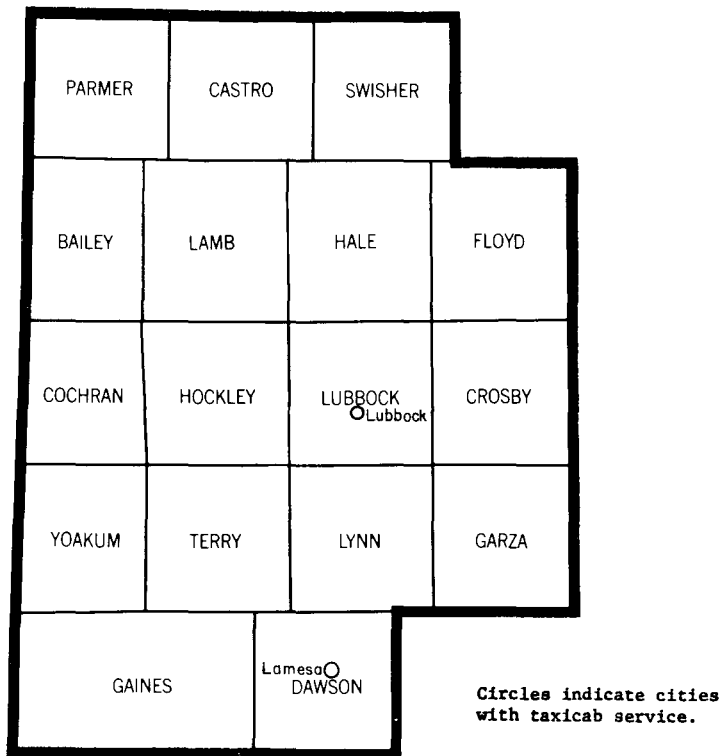 PARMER CASTRO SWISHER
BAILEY LAMB HALE FLOYD
COCHRAN HOCKLEY LUBBOCK CROSBY
Lubbock
YOAKUM TERRY LYNN GARZA
Lamesa
GAINES DAWSON
Circles indicate cities
with taxicab service.